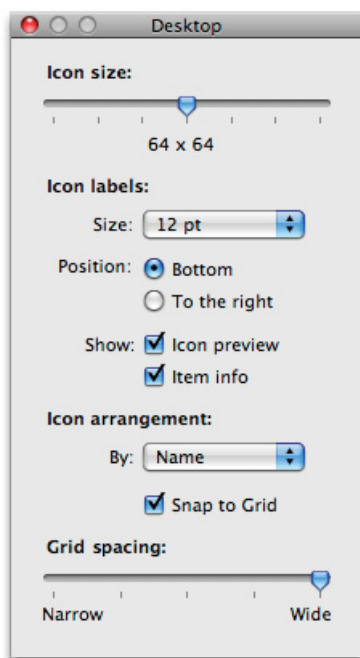 Desktop
Icon size:
64 x 64
Icon labels:
Size: 12 pt
Position: Bottom
To the right
Show: Icon preview
Item info
Icon arrangement:
By: Name
Snap to Grid
Grid spacing:
Narrow Wide